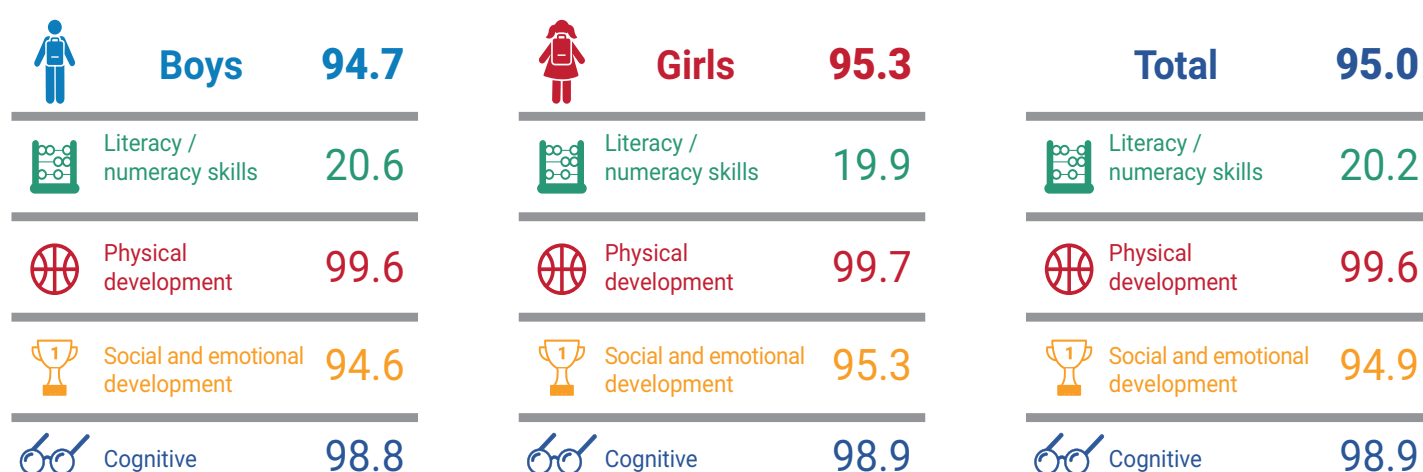 Boys 94.7
Literacy /
numeracy skills 20.6
Physical
development 99.6
Social and emotional
development 94.6
Cognitive 98.8
Girls 95.3
Literacy /
numeracy skills 19.9
Physical
development 99.7
Social and emotional
development 95.3
Cognitive 98.9
Total 95.0
Literacy /
numeracy skills 20.2
Physical
development 99.6
Social and emotional
development 94.9
Cognitive 98.9
1
1
1